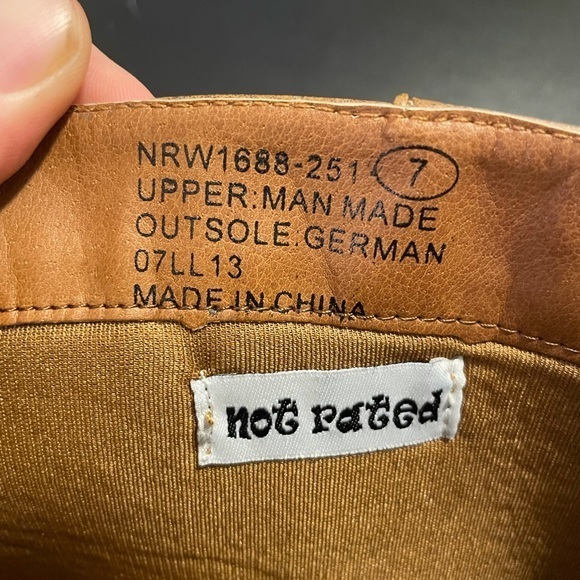 NRW1688-251 7
UPPER:MAN MADE
OUTSOLE:GERMAN
07LL13
MADE IN CHINA
not rated